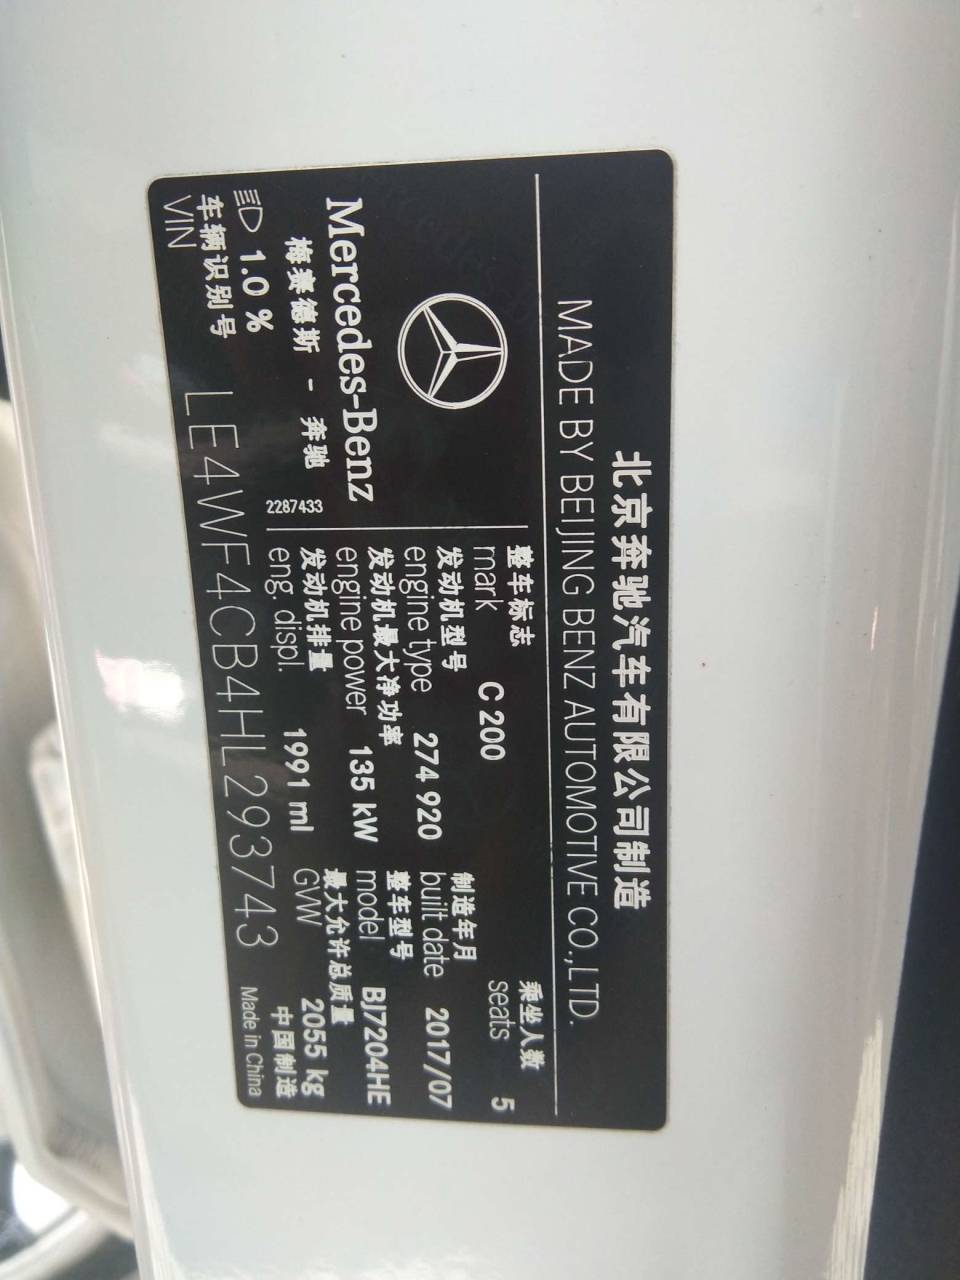 北京奔驰汽车有限公司制造
MADE BY BEIJING BENZ AUTOMOTIVE CO.,LTD.
Mercedes-Benz
梅赛德斯 - 奔驰
2287433
1.0 %
整车标志
mark C 200
乘坐人数
seats 5
发动机型号
engine type 274 920
制造年月
built date 2017/07
发动机最大净功率
engine power 135 kW
整车型号
model BJ7204HE
发动机排量
eng. displ. 1991 ml
最大允许总质量
GVW 2055 kg
车辆识别号
VIN LE4WF4CB4HL293743
中国制造
Made in China